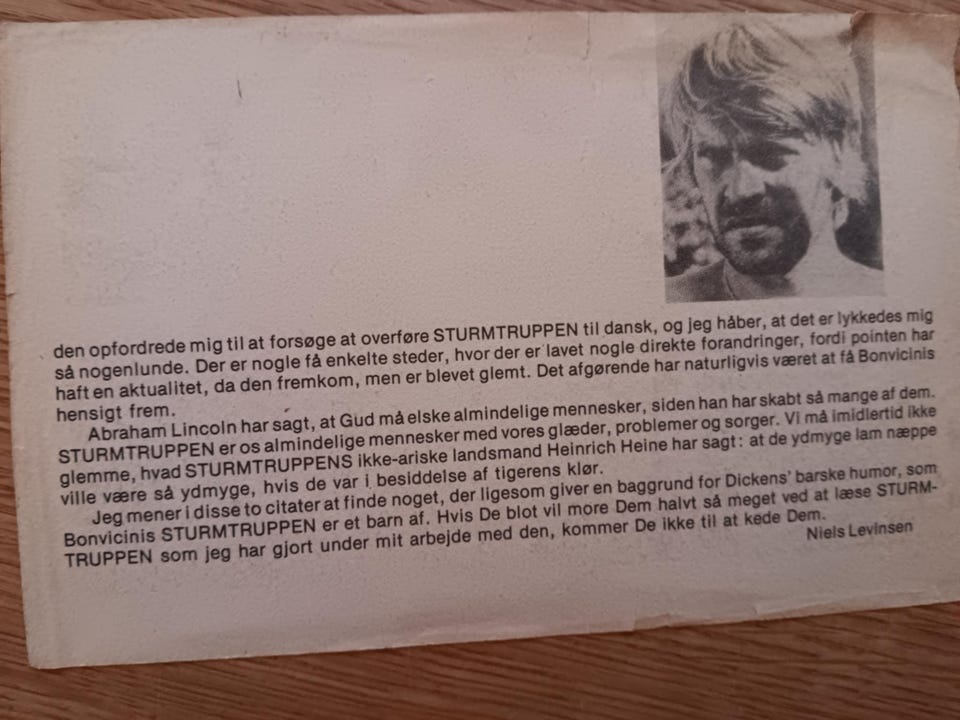 den opfordrede mig til at forsøge at overføre STURMTRUPPEN til dansk, og jeg håber, at det er lykkedes mig
så nogenlunde. Der er nogle få enkelte steder, hvor der er lavet nogle direkte forandringer, fordi pointen har
haft en aktualitet, da den fremkom, men er blevet glemt. Det afgørende har naturligvis været at få Bonvicinis
hensigt frem.
Abraham Lincoln har sagt, at Gud må elske almindelige mennesker, siden han har skabt så mange af dem.
STURMTRUPPEN er os almindelige mennesker med vores glæder, problemer og sorger. Vi må imidlertid ikke
glemme, hvad STURMTRUPPENS ikke-ariske landsmand Heinrich Heine har sagt: at de ydmyge lam næppe
ville være så ydmyge, hvis de var i besiddelse af tigerens klør.
Jeg mener i disse to citater at finde noget, der ligesom giver en baggrund for Dickens' barske humor, som
Bonvicinis STURMTRUPPEN er et barn af. Hvis De blot vil more Dem halvt så meget ved at læse STURM-
TRUPPEN som jeg har gjort under mit arbejde med den, kommer De ikke til at kede Dem.
Niels Levinsen